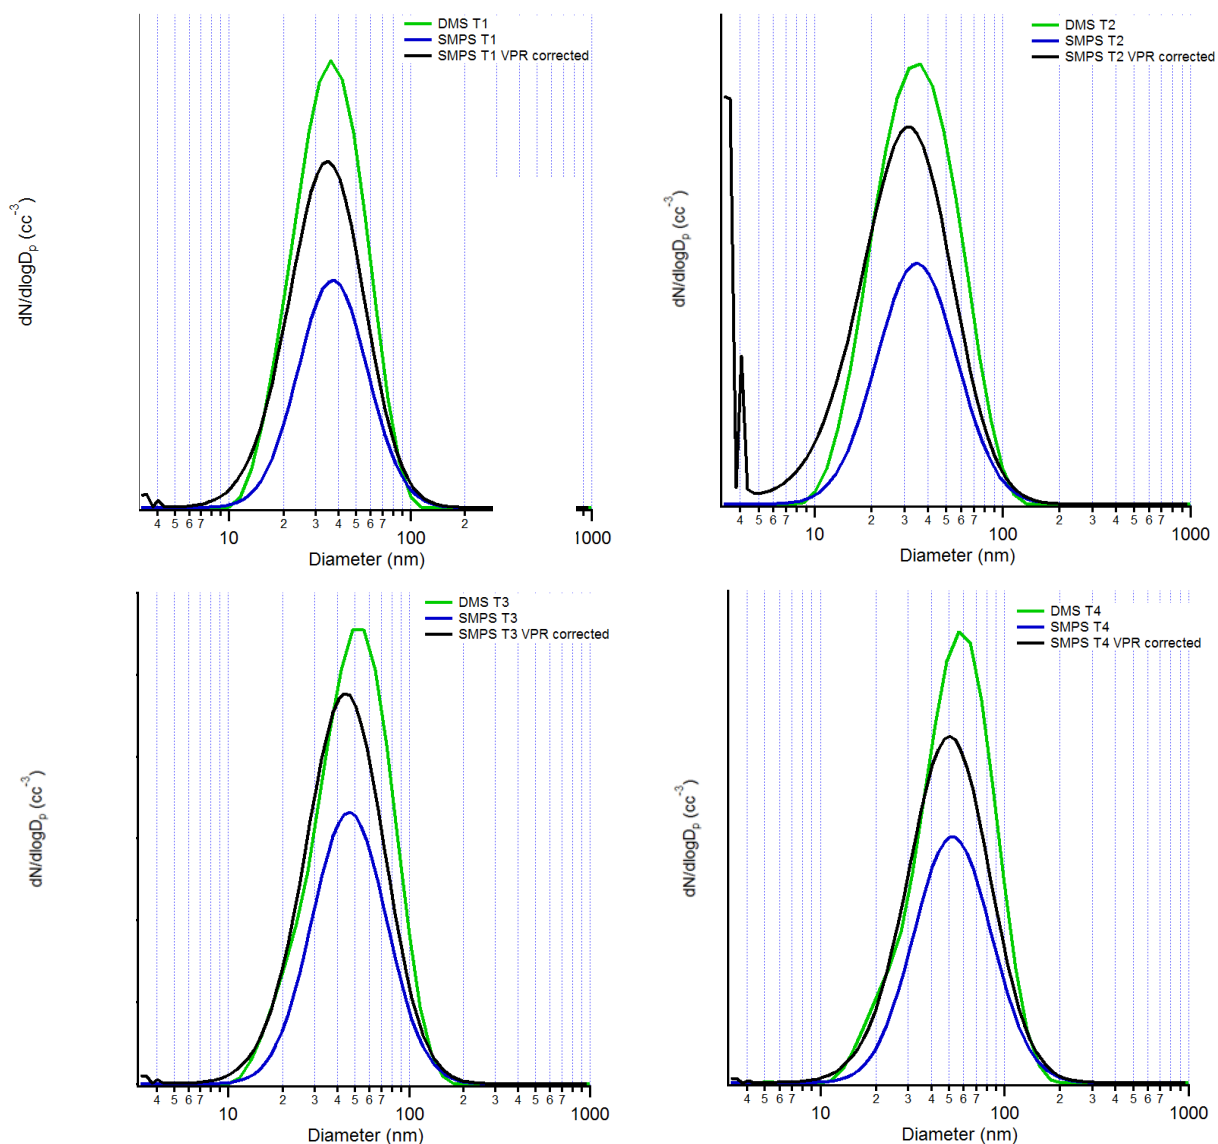 DMS T1
SMPS T1
SMPS T1 VPR corrected
dN/dlogDₚ (cc⁻³)
4 5 6 7 10 2 3 4 5 6 7 100 2 1000
Diameter (nm)
DMS T2
SMPS T2
SMPS T2 VPR corrected
dN/dlogDₚ (cc⁻³)
4 5 6 7 10 2 3 4 5 6 7 100 2 3 4 5 6 7 1000
Diameter (nm)
DMS T3
SMPS T3
SMPS T3 VPR corrected
dN/dlogDₚ (cc⁻³)
4 5 6 7 10 2 3 4 5 6 7 100 2 3 4 5 6 7 1000
Diameter (nm)
DMS T4
SMPS T4
SMPS T4 VPR corrected
dN/dlogDₚ (cc⁻³)
4 5 6 7 10 2 3 4 5 6 7 100 2 3 4 5 6 7 1000
Diameter (nm)